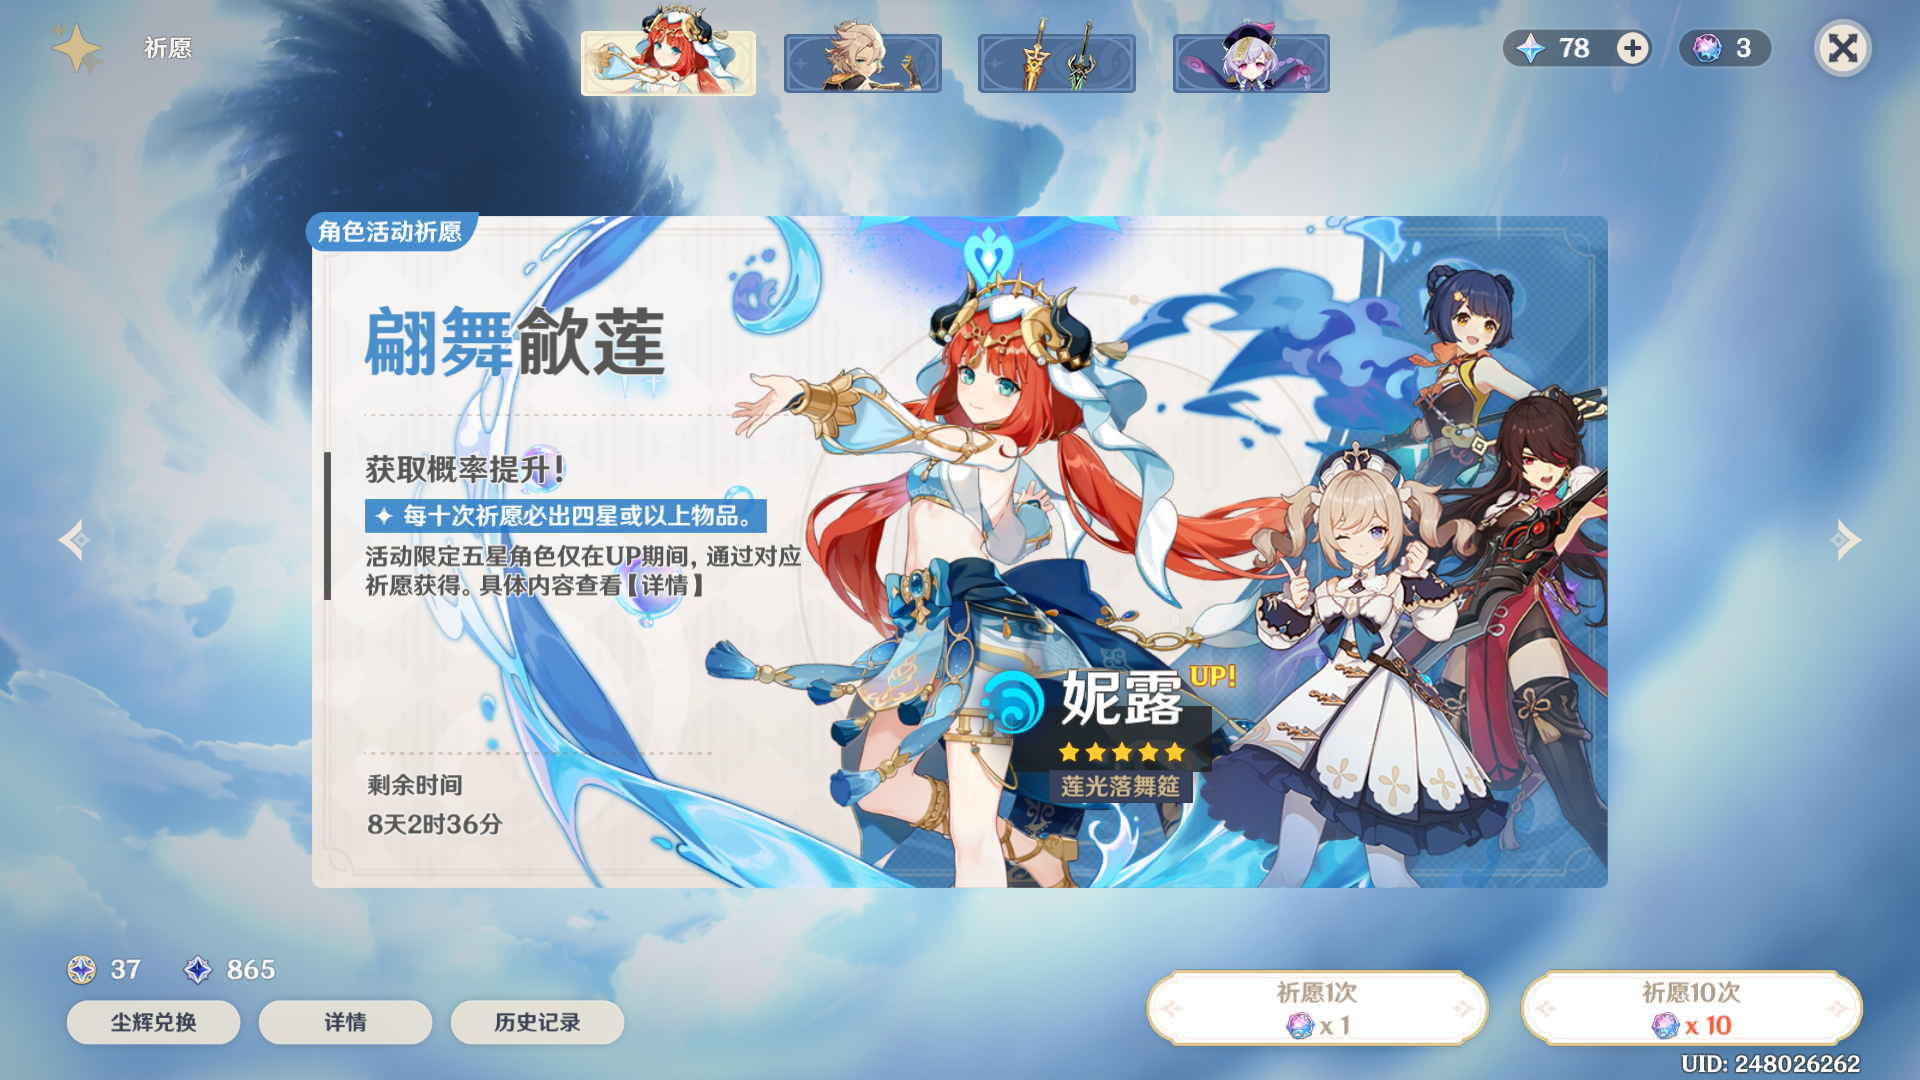 祈愿
78
3
角色活动祈愿
翩舞歈莲
获取概率提升！
每十次祈愿必出四星或以上物品。
活动限定五星角色仅在UP期间，通过对应
祈愿获得。具体内容查看【详情】
妮露
UP!
莲光落舞筵
剩余时间
8天2时36分
37
865
尘辉兑换
详情
历史记录
祈愿1次
x 1
祈愿10次
x 10
UID: 248026262